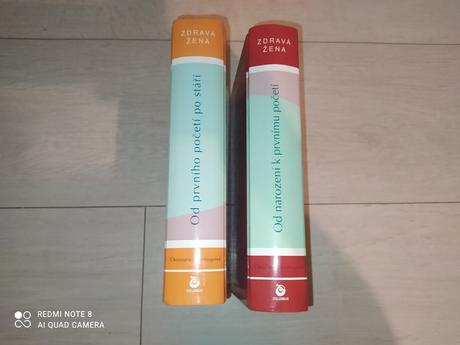 ZDRAVÁ
ŽENA
Od prvního početí po stáří
ZDRAVÁ
ŽENA
Od narození k prvnímu početí
REDMI NOTE 8
AI QUAD CAMERA